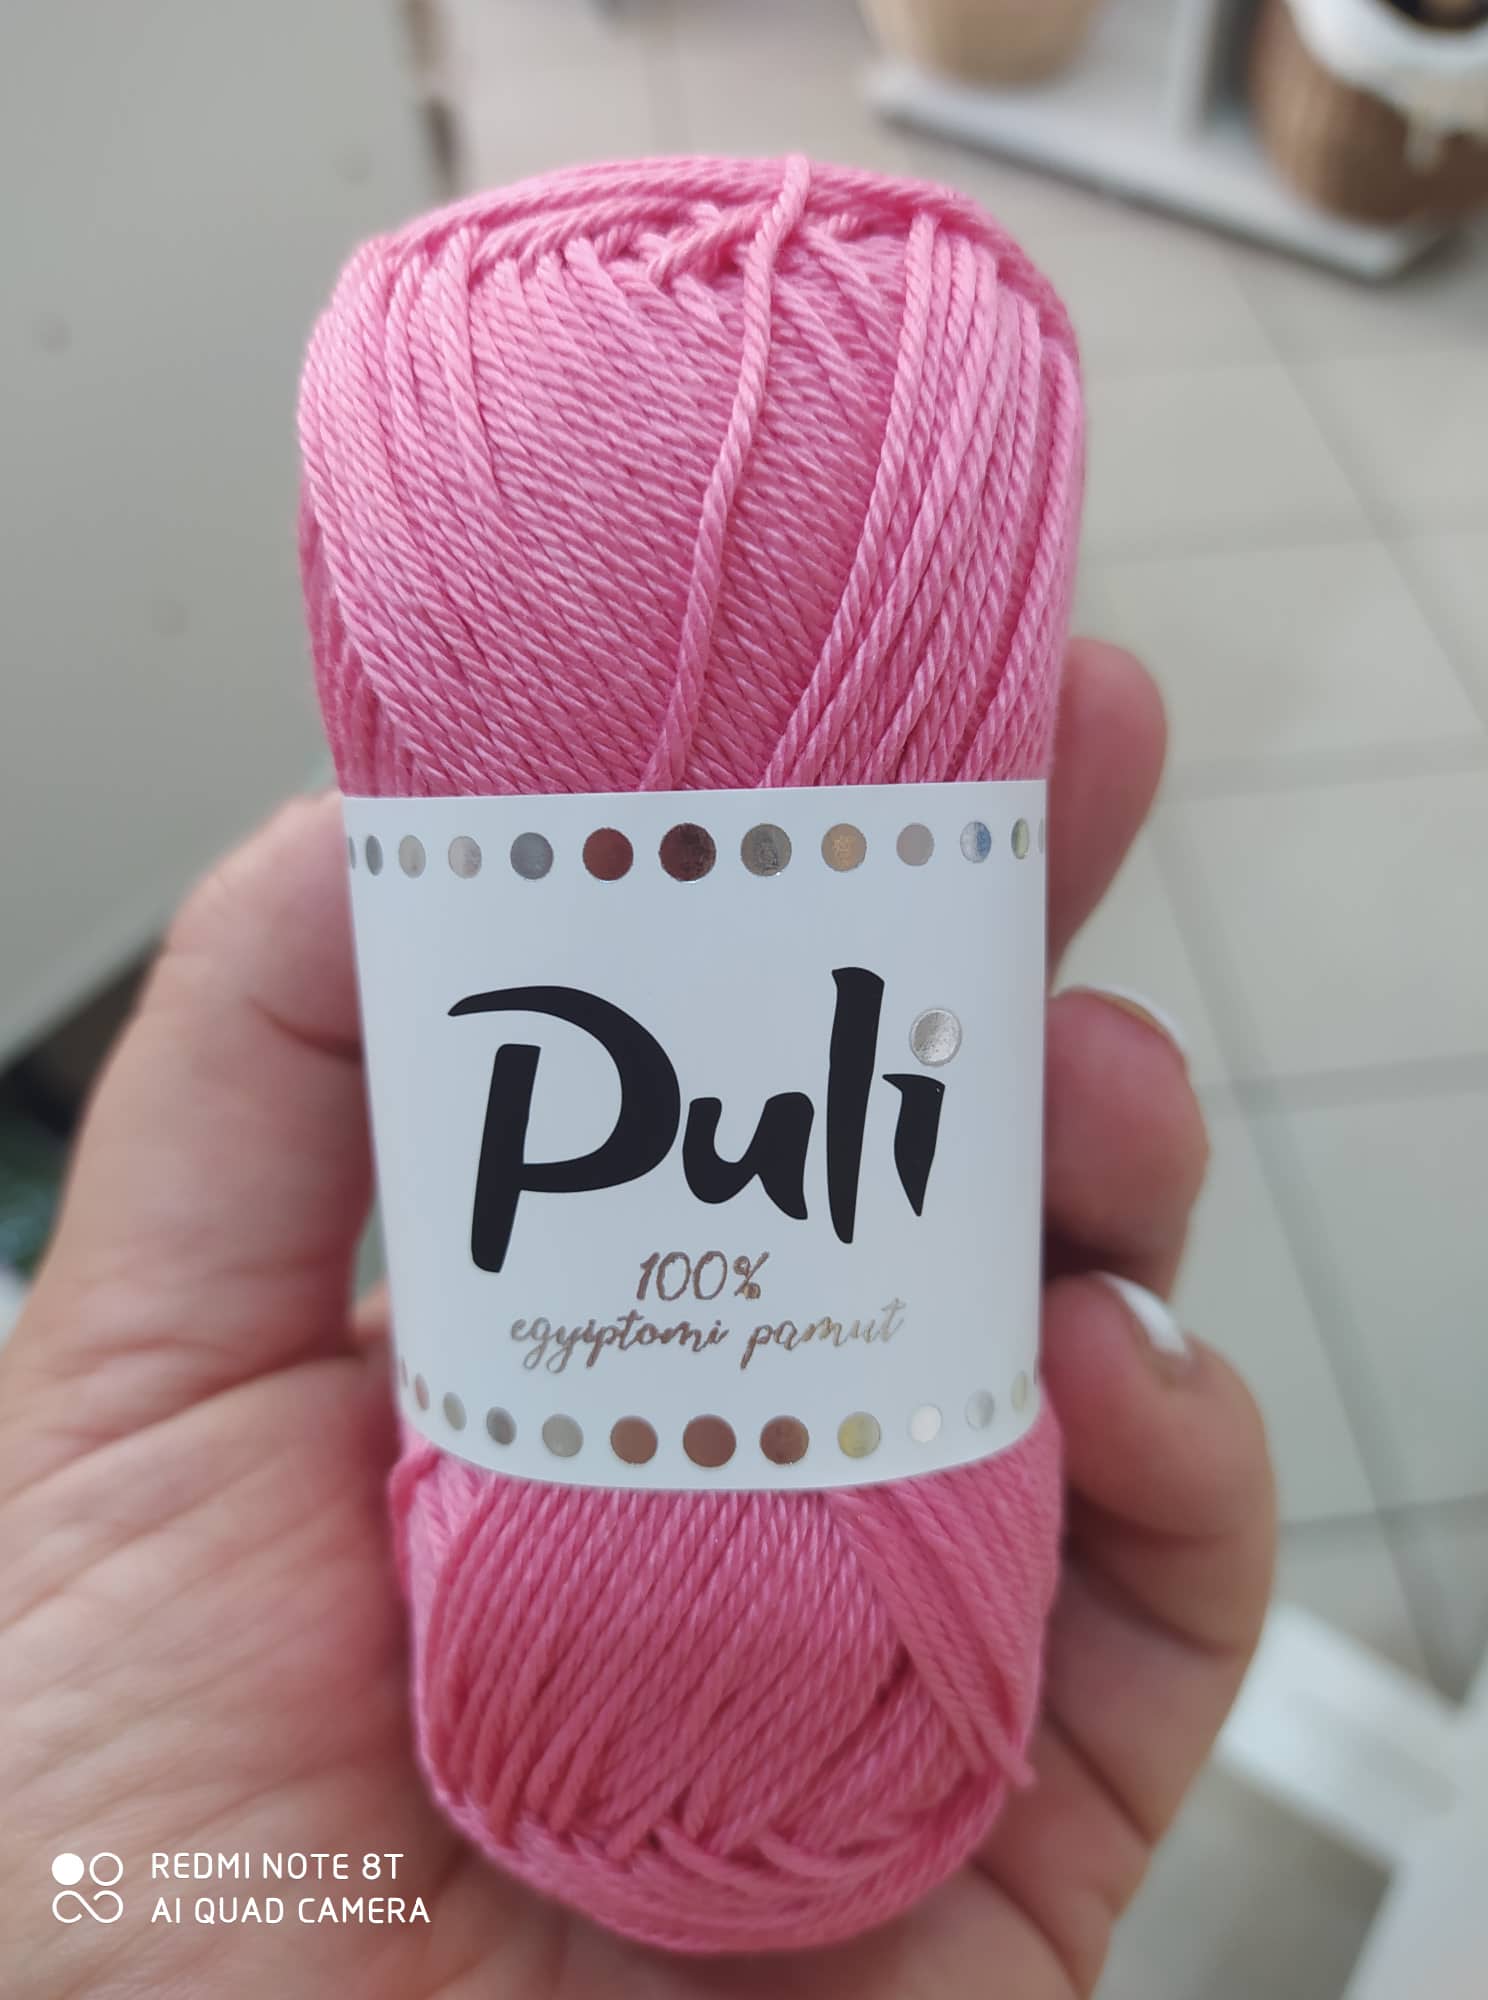 Puli
100%
egyiptomi pamut
REDMI NOTE 8T
AI QUAD CAMERA